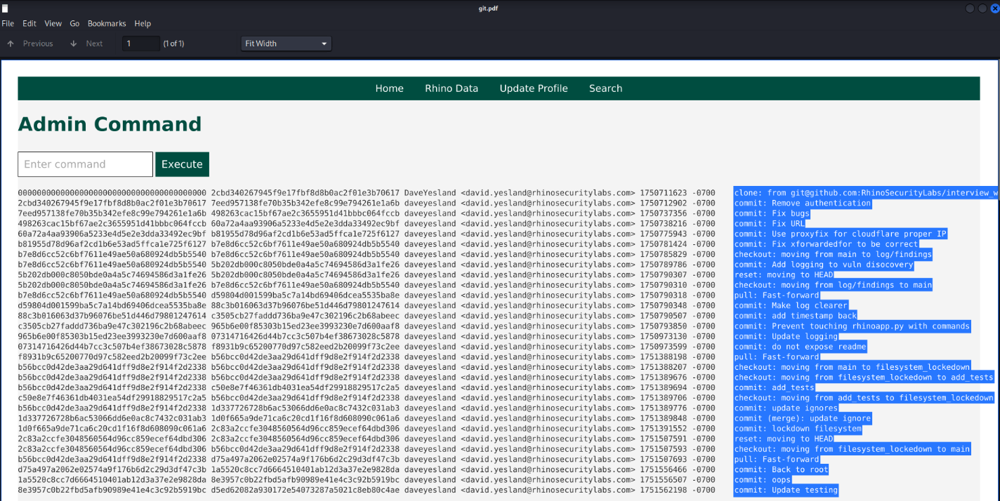 git.pdf
File Edit View Go Bookmarks Help
Previous Next 1 (1 of 1) Fit Width
Home Rhino Data Update Profile Search
Admin Command
Enter command Execute
0000000000000000000000000000000000000000 2cbd340267945f9e17fbf8d8b0ac2f01e3b70617 DaveYesland <david.yesland@rhinosecuritylabs.com> 1750711623 -0700 clone: from git@github.com:RhinoSecurityLabs/interview_w
2cbd340267945f9e17fbf8d8b0ac2f01e3b70617 7eed957138fe70b35b342efe8c99e794261e1a6b daveyesland <david.yesland@rhinosecuritylabs.com> 1750712902 -0700 commit: Remove authentication
7eed957138fe70b35b342efe8c99e794261e1a6b 498263cac15bf67ae2c3655951d41bbbc064fccb daveyesland <david.yesland@rhinosecuritylabs.com> 1750737356 -0700 commit: Fix bugs
498263cac15bf67ae2c3655951d41bbbc064fccb 60a72a4aa93906a5233e4d5e2e3dda33492ec9bf daveyesland <david.yesland@rhinosecuritylabs.com> 1750738216 -0700 commit: Fix URL
60a72a4aa93906a5233e4d5e2e3dda33492ec9bf b81955d78d96af2cd1b6e53ad5ffca1e725f6127 daveyesland <david.yesland@rhinosecuritylabs.com> 1750775943 -0700 commit: Use proxyfix for cloudflare proper IP
b81955d78d96af2cd1b6e53ad5ffca1e725f6127 b7e8d6cc52c6bf7611e49ae50a680924db5b5540 daveyesland <david.yesland@rhinosecuritylabs.com> 1750781424 -0700 commit: Fix xforwardedfor to be correct
b7e8d6cc52c6bf7611e49ae50a680924db5b5540 b7e8d6cc52c6bf7611e49ae50a680924db5b5540 daveyesland <david.yesland@rhinosecuritylabs.com> 1750785829 -0700 checkout: moving from main to log/findings
b7e8d6cc52c6bf7611e49ae50a680924db5b5540 5b202db000c8050bde0a4a5c74694586d3a1fe26 daveyesland <david.yesland@rhinosecuritylabs.com> 1750789786 -0700 commit: Add logging to vuln disocovery
5b202db000c8050bde0a4a5c74694586d3a1fe26 5b202db000c8050bde0a4a5c74694586d3a1fe26 daveyesland <david.yesland@rhinosecuritylabs.com> 1750790307 -0700 reset: moving to HEAD
5b202db000c8050bde0a4a5c74694586d3a1fe26 b7e8d6cc52c6bf7611e49ae50a680924db5b5540 daveyesland <david.yesland@rhinosecuritylabs.com> 1750790310 -0700 checkout: moving from log/findings to main
b7e8d6cc52c6bf7611e49ae50a680924db5b5540 d59804d001599ba5c7a14bd69406dcea5535ba8e daveyesland <david.yesland@rhinosecuritylabs.com> 1750790318 -0700 pull: Fast-forward
d59804d001599ba5c7a14bd69406dcea5535ba8e 88c3b016063d37b96076be51d446d79801247614 daveyesland <david.yesland@rhinosecuritylabs.com> 1750790348 -0700 commit: Make log clearer
88c3b016063d37b96076be51d446d79801247614 c3505cb27faddd736ba9e47c302196c2b68abeec daveyesland <david.yesland@rhinosecuritylabs.com> 1750790507 -0700 commit: add timestamp back
c3505cb27faddd736ba9e47c302196c2b68abeec 965b6e00f85303b15ed23ee3993230e7d600aaf8 daveyesland <david.yesland@rhinosecuritylabs.com> 1750793850 -0700 commit: Prevent touching rhinoapp.py with commands
965b6e00f85303b15ed23ee3993230e7d600aaf8 07314716426d44b7cc3c507b4ef38673028c5878 daveyesland <david.yesland@rhinosecuritylabs.com> 1750973130 -0700 commit: Update logging
07314716426d44b7cc3c507b4ef38673028c5878 f8931b9c65200770d97c582eed2b20099f73c2ee daveyesland <david.yesland@rhinosecuritylabs.com> 1750973599 -0700 commit: do not expose readme
f8931b9c65200770d97c582eed2b20099f73c2ee b56bcc0d42de3aa29d641dff9d8e2f914f2d2338 daveyesland <david.yesland@rhinosecuritylabs.com> 1751388198 -0700 pull: Fast-forward
b56bcc0d42de3aa29d641dff9d8e2f914f2d2338 b56bcc0d42de3aa29d641dff9d8e2f914f2d2338 daveyesland <david.yesland@rhinosecuritylabs.com> 1751388207 -0700 checkout: moving from main to filesystem_lockedown
b56bcc0d42de3aa29d641dff9d8e2f914f2d2338 b56bcc0d42de3aa29d641dff9d8e2f914f2d2338 daveyesland <david.yesland@rhinosecuritylabs.com> 1751389676 -0700 checkout: moving from filesystem_lockedown to add_tests
b56bcc0d42de3aa29d641dff9d8e2f914f2d2338 c50e8e7f46361db4031ea54df29918829517c2a5 daveyesland <david.yesland@rhinosecuritylabs.com> 1751389694 -0700 commit: add_tests
c50e8e7f46361db4031ea54df29918829517c2a5 b56bcc0d42de3aa29d641dff9d8e2f914f2d2338 daveyesland <david.yesland@rhinosecuritylabs.com> 1751389706 -0700 checkout: moving from add_tests to filesystem_lockedown
b56bcc0d42de3aa29d641dff9d8e2f914f2d2338 1d337726728b6ac53066dd6e0ac8c7432c031ab3 daveyesland <david.yesland@rhinosecuritylabs.com> 1751389776 -0700 commit: update ignores
1d337726728b6ac53066dd6e0ac8c7432c031ab3 1d0f665a9de71ca6c20cd1f16f8d608090c061a6 daveyesland <david.yesland@rhinosecuritylabs.com> 1751389848 -0700 commit (merge): update ignore
1d0f665a9de71ca6c20cd1f16f8d608090c061a6 2c83a2ccfe3048560564d96cc859ecef64dbd306 daveyesland <david.yesland@rhinosecuritylabs.com> 1751391552 -0700 commit: lockdown filesystem
2c83a2ccfe3048560564d96cc859ecef64dbd306 2c83a2ccfe3048560564d96cc859ecef64dbd306 daveyesland <david.yesland@rhinosecuritylabs.com> 1751507591 -0700 reset: moving to HEAD
2c83a2ccfe3048560564d96cc859ecef64dbd306 b56bcc0d42de3aa29d641dff9d8e2f914f2d2338 daveyesland <david.yesland@rhinosecuritylabs.com> 1751507593 -0700 checkout: moving from filesystem_lockedown to main
b56bcc0d42de3aa29d641dff9d8e2f914f2d2338 d75a497a2062e02574a9f176b6d2c29d3df47c3b daveyesland <david.yesland@rhinosecuritylabs.com> 1751507693 -0700 pull: Fast-forward
d75a497a2062e02574a9f176b6d2c29d3df47c3b 1a5520c8cc7d6664510401ab12d3a37e2e9828da daveyesland <david.yesland@rhinosecuritylabs.com> 1751556466 -0700 commit: Back to root
1a5520c8cc7d6664510401ab12d3a37e2e9828da 8e3957c0b22fbd5afb90989e41e4c3c92b5919bc daveyesland <david.yesland@rhinosecuritylabs.com> 1751556507 -0700 commit: oops
8e3957c0b22fbd5afb90989e41e4c3c92b5919bc d5ed62082a930172e54073287a5021c8eb80c4ae daveyesland <david.yesland@rhinosecuritylabs.com> 1751562198 -0700 commit: Update testing